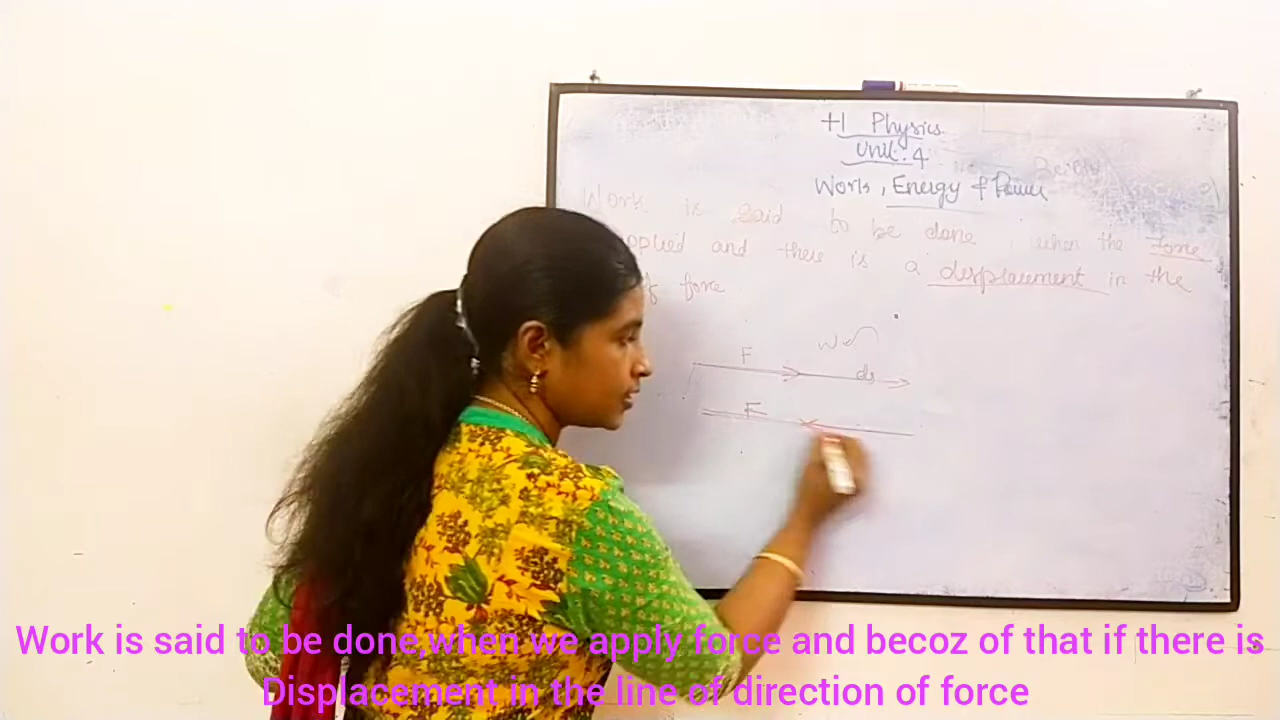 +1 Physics
Unit. 4
Work, Energy & Power
Work is said to be done, when the Force
applied and there is a displacement in the
of force
F
W
ds
F
Work is said to be done,when we apply force and becoz of that if there is
Displacement in the line of direction of force